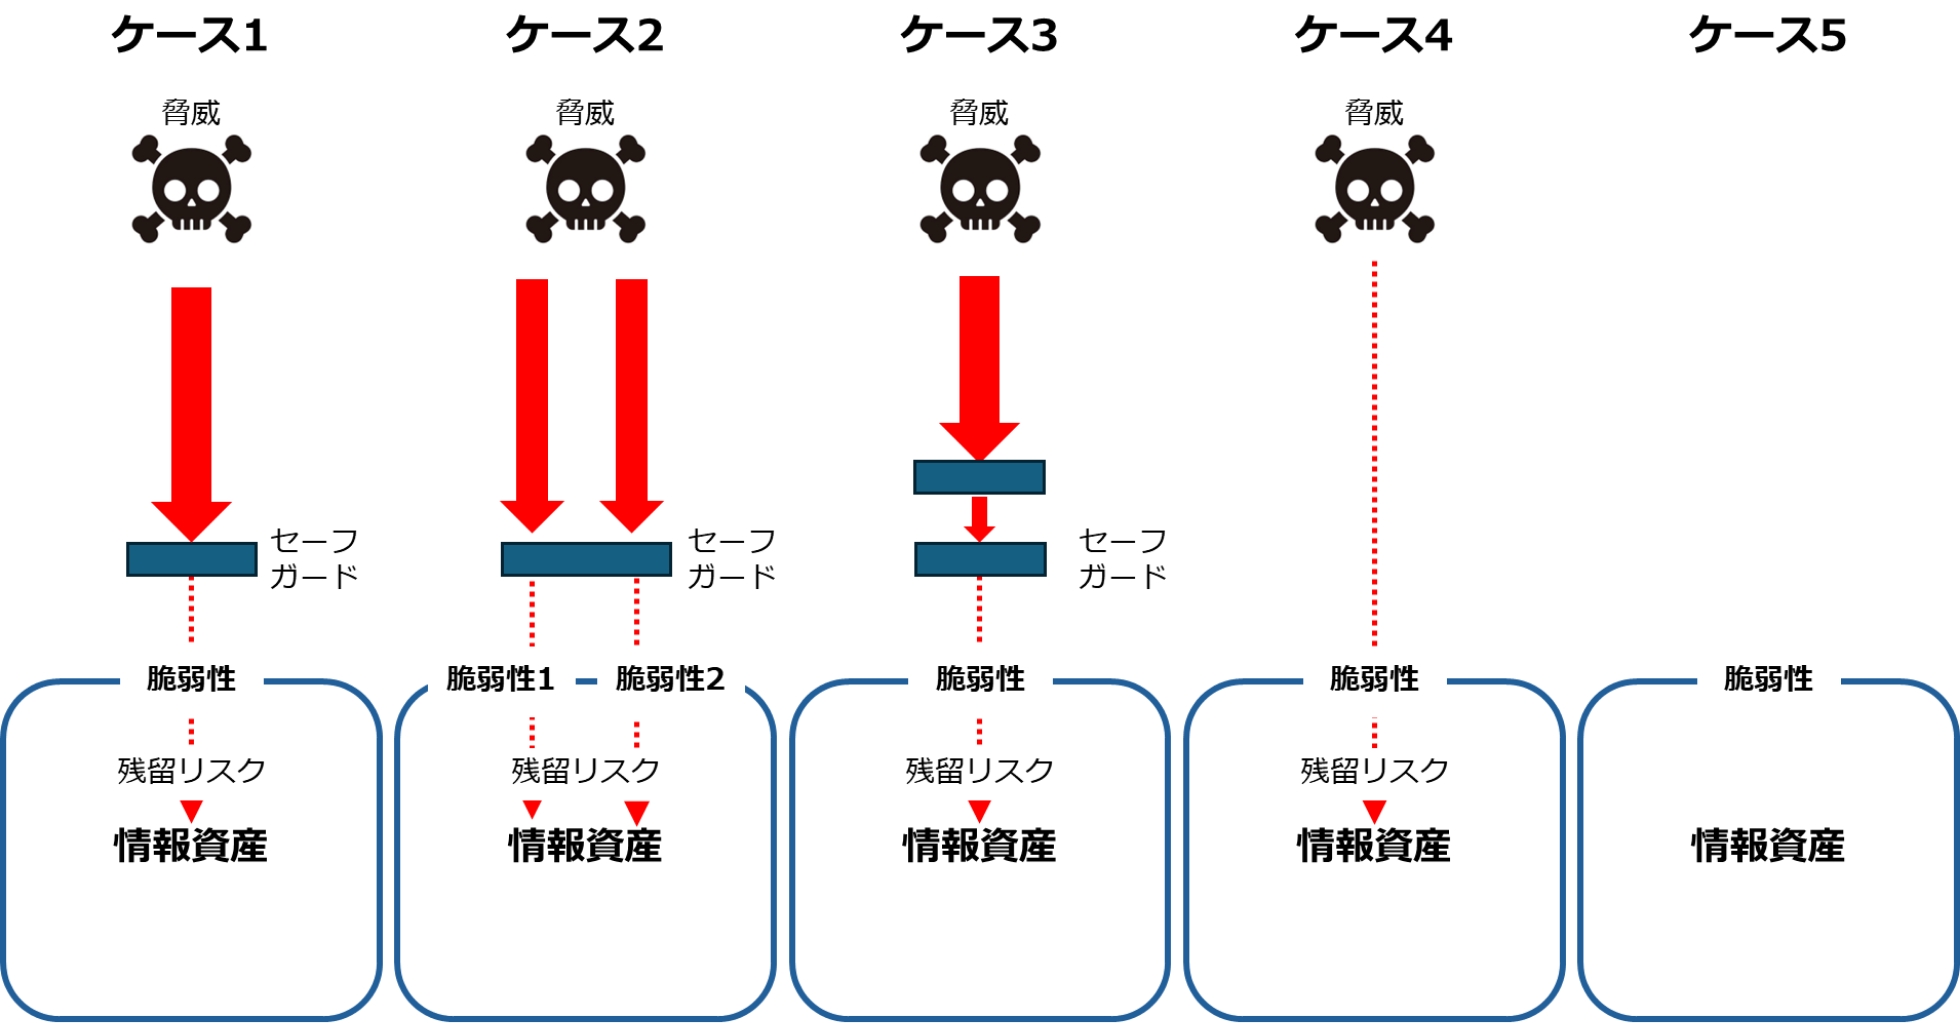 ケース1
ケース2
ケース3
ケース4
ケース5
脅威
脅威
脅威
脅威
セーフ
ガード
セーフ
ガード
セーフ
ガード
脆弱性
脆弱性1
脆弱性2
脆弱性
脆弱性
脆弱性
残留リスク
残留リスク
残留リスク
残留リスク
情報資産
情報資産
情報資産
情報資産
情報資産